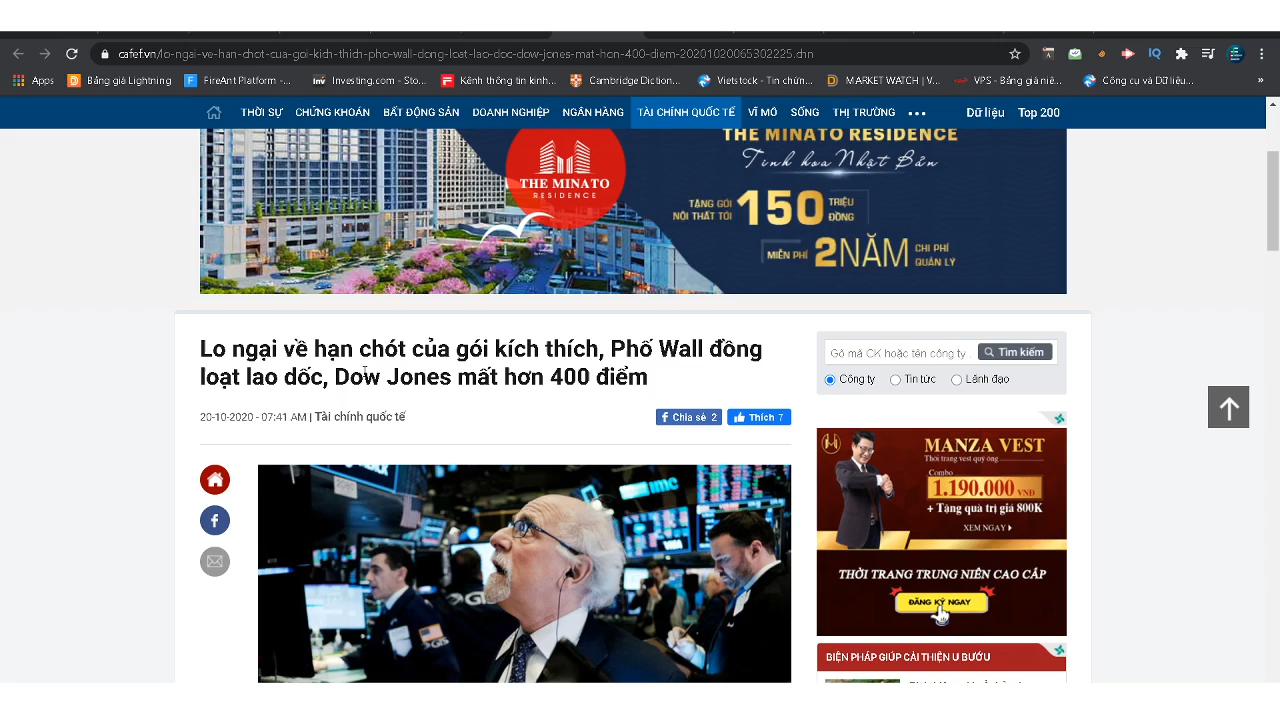 cafef.vn/lo-ngai-ve-han-chot-cua-goi-kich-thich-pho-wall-dong-loat-lao-doc-dow-jones-mat-hon-400-diem-20201020065302225.chn
Apps
Bảng giá Lightning
FireAnt Platform -...
Investing.com - Sto...
Kênh thông tin kinh...
Cambridge Diction...
Vietstock - Tin chứn...
MARKET WATCH | V...
VPS - Bảng giá niê...
Công cụ và Dữ liệu...
»
THỜI SỰ
CHỨNG KHOÁN
BẤT ĐỘNG SẢN
DOANH NGHIỆP
NGÂN HÀNG
TÀI CHÍNH QUỐC TẾ
VĨ MÔ
SỐNG
THỊ TRƯỜNG
Dữ liệu
Top 200
THE MINATO RESIDENCE
Tinh hoa Nhật Bản
THE MINATO
RESIDENCE
TẶNG GÓI
NỘI THẤT TỚI
150
TRIỆU
ĐỒNG
MIỄN PHÍ
2 NĂM
CHI PHÍ
QUẢN LÝ
Lo ngại về hạn chót của gói kích thích, Phố Wall đồng
loạt lao dốc, Dow Jones mất hơn 400 điểm
20-10-2020 - 07:41 AM | Tài chính quốc tế
Chia sẻ 2
Thích 7
Gõ mã CK hoặc tên công ty...
Tìm kiếm
Công ty
Tin tức
Lãnh đạo
MANZA VEST
Thời trang vest quý ông
Combo
1.190.000 VNĐ
+ Tặng quà trị giá 800K
XEM NGAY
THỜI TRANG TRUNG NIÊN CAO CẤP
ĐĂNG KÝ NGAY
BIỆN PHÁP GIÚP CẢI THIỆN U BƯỚU